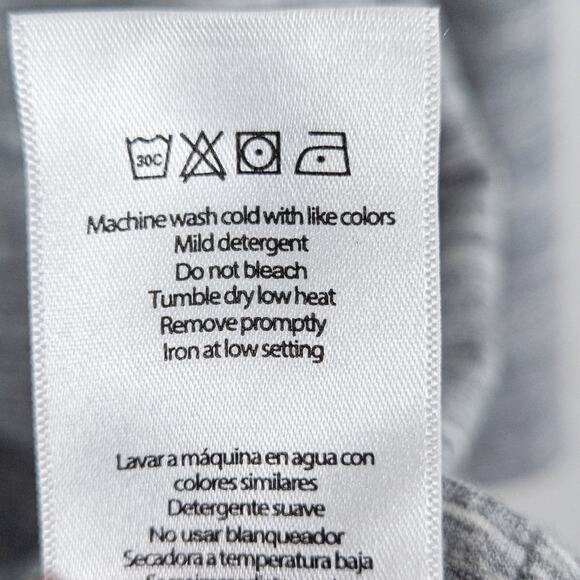 30C
Machine wash cold with like colors
Mild detergent
Do not bleach
Tumble dry low heat
Remove promptly
Iron at low setting
Lavar a máquina en agua con
colores similares
Detergente suave
No usar blanqueador
Secadora a temperatura baja